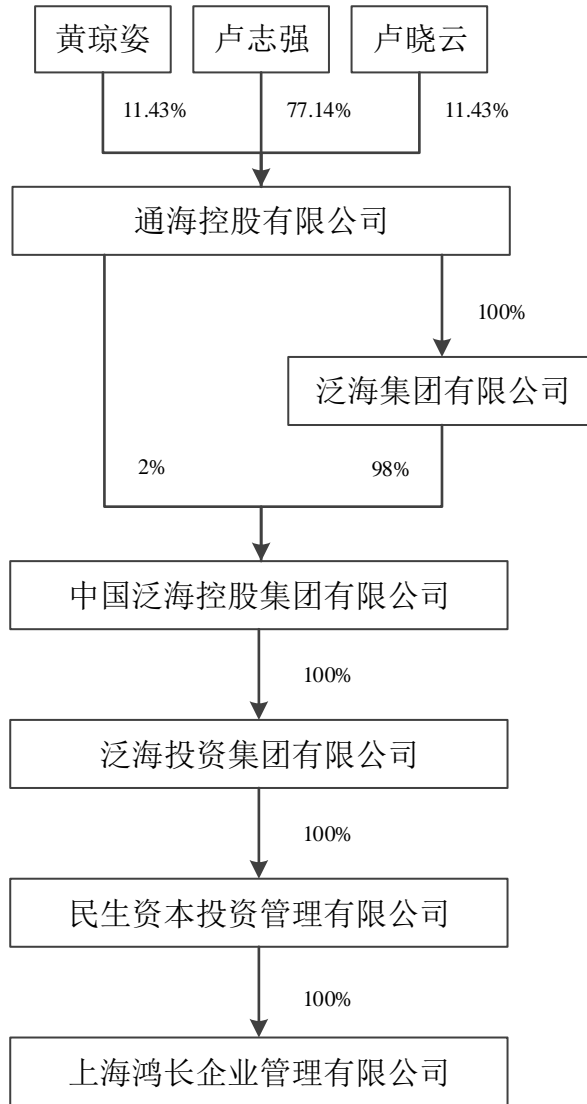 黄琼姿 卢志强 卢晓云
11.43% 77.14% 11.43%
通海控股有限公司
100%
泛海集团有限公司
2% 98%
中国泛海控股集团有限公司
100%
泛海投资集团有限公司
100%
民生资本投资管理有限公司
100%
上海鸿长企业管理有限公司